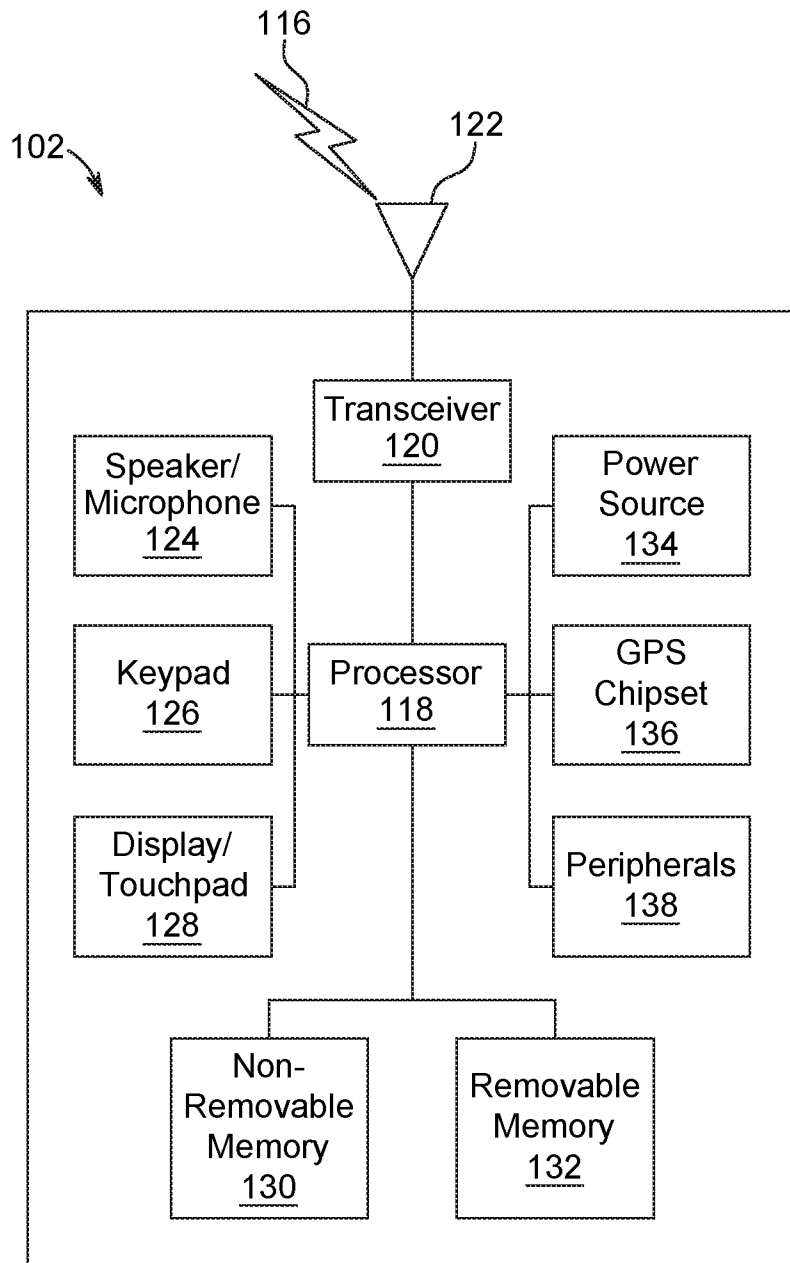 116
122
102
Transceiver
120
Speaker/
Microphone
124
Power
Source
134
Keypad
126
Processor
118
GPS
Chipset
136
Display/
Touchpad
128
Peripherals
138
Non-
Removable
Memory
130
Removable
Memory
132